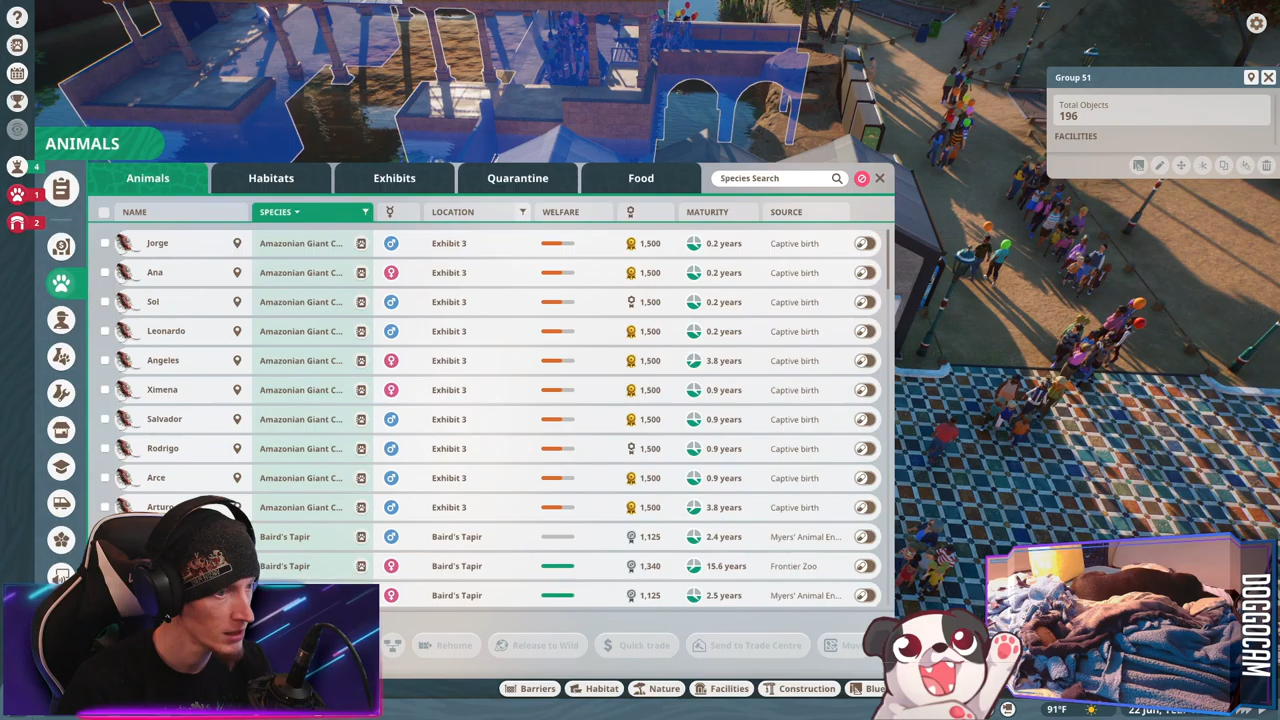 Group 51
Total Objects
196
FACILITIES
4
1
2
ANIMALS
Animals Habitats Exhibits Quarantine Food Species Search
NAME SPECIES LOCATION WELFARE MATURITY SOURCE
Jorge Amazonian Giant C... Exhibit 3 1,500 0.2 years Captive birth
Ana Amazonian Giant C... Exhibit 3 1,500 0.2 years Captive birth
Sol Amazonian Giant C... Exhibit 3 1,500 0.2 years Captive birth
Leonardo Amazonian Giant C... Exhibit 3 1,500 0.2 years Captive birth
Angeles Amazonian Giant C... Exhibit 3 1,500 3.8 years Captive birth
Ximena Amazonian Giant C... Exhibit 3 1,500 0.9 years Captive birth
Salvador Amazonian Giant C... Exhibit 3 1,500 0.9 years Captive birth
Rodrigo Amazonian Giant C... Exhibit 3 1,500 0.9 years Captive birth
Arce Amazonian Giant C... Exhibit 3 1,500 0.9 years Captive birth
Arturo Amazonian Giant C... Exhibit 3 1,500 3.8 years Captive birth
Baird's Tapir Baird's Tapir 1,125 2.4 years Myers' Animal En...
Baird's Tapir Baird's Tapir 1,340 15.6 years Frontier Zoo
Baird's Tapir 1,125 2.5 years Myers' Animal En...
Rehome Release to Wild $ Quick trade Send to Trade Centre
Barriers Habitat Nature Facilities Construction Blue
91°F 22 Jun,
DOGGOCAM